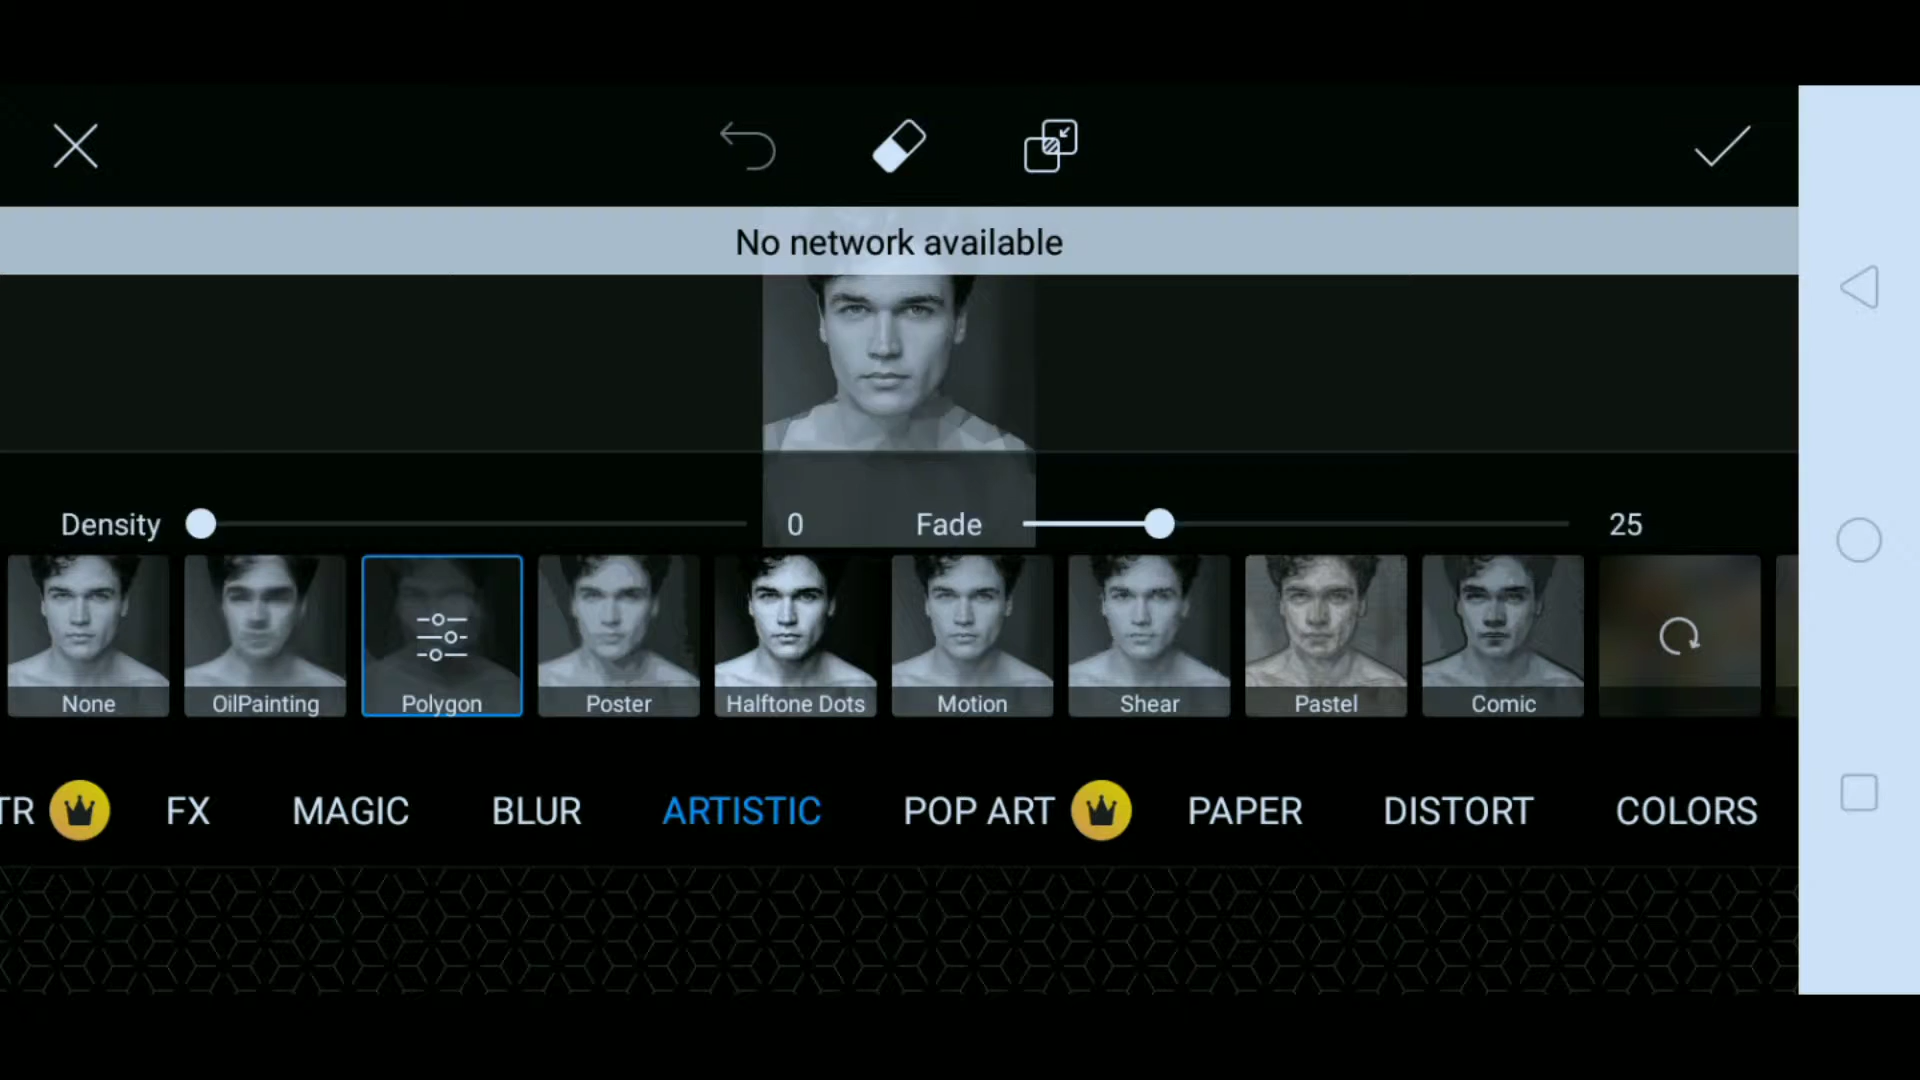 No network available
Density 0 Fade 25
None OilPainting Polygon Poster Halftone Dots Motion Shear Pastel Comic
TR FX MAGIC BLUR ARTISTIC POP ART PAPER DISTORT COLORS